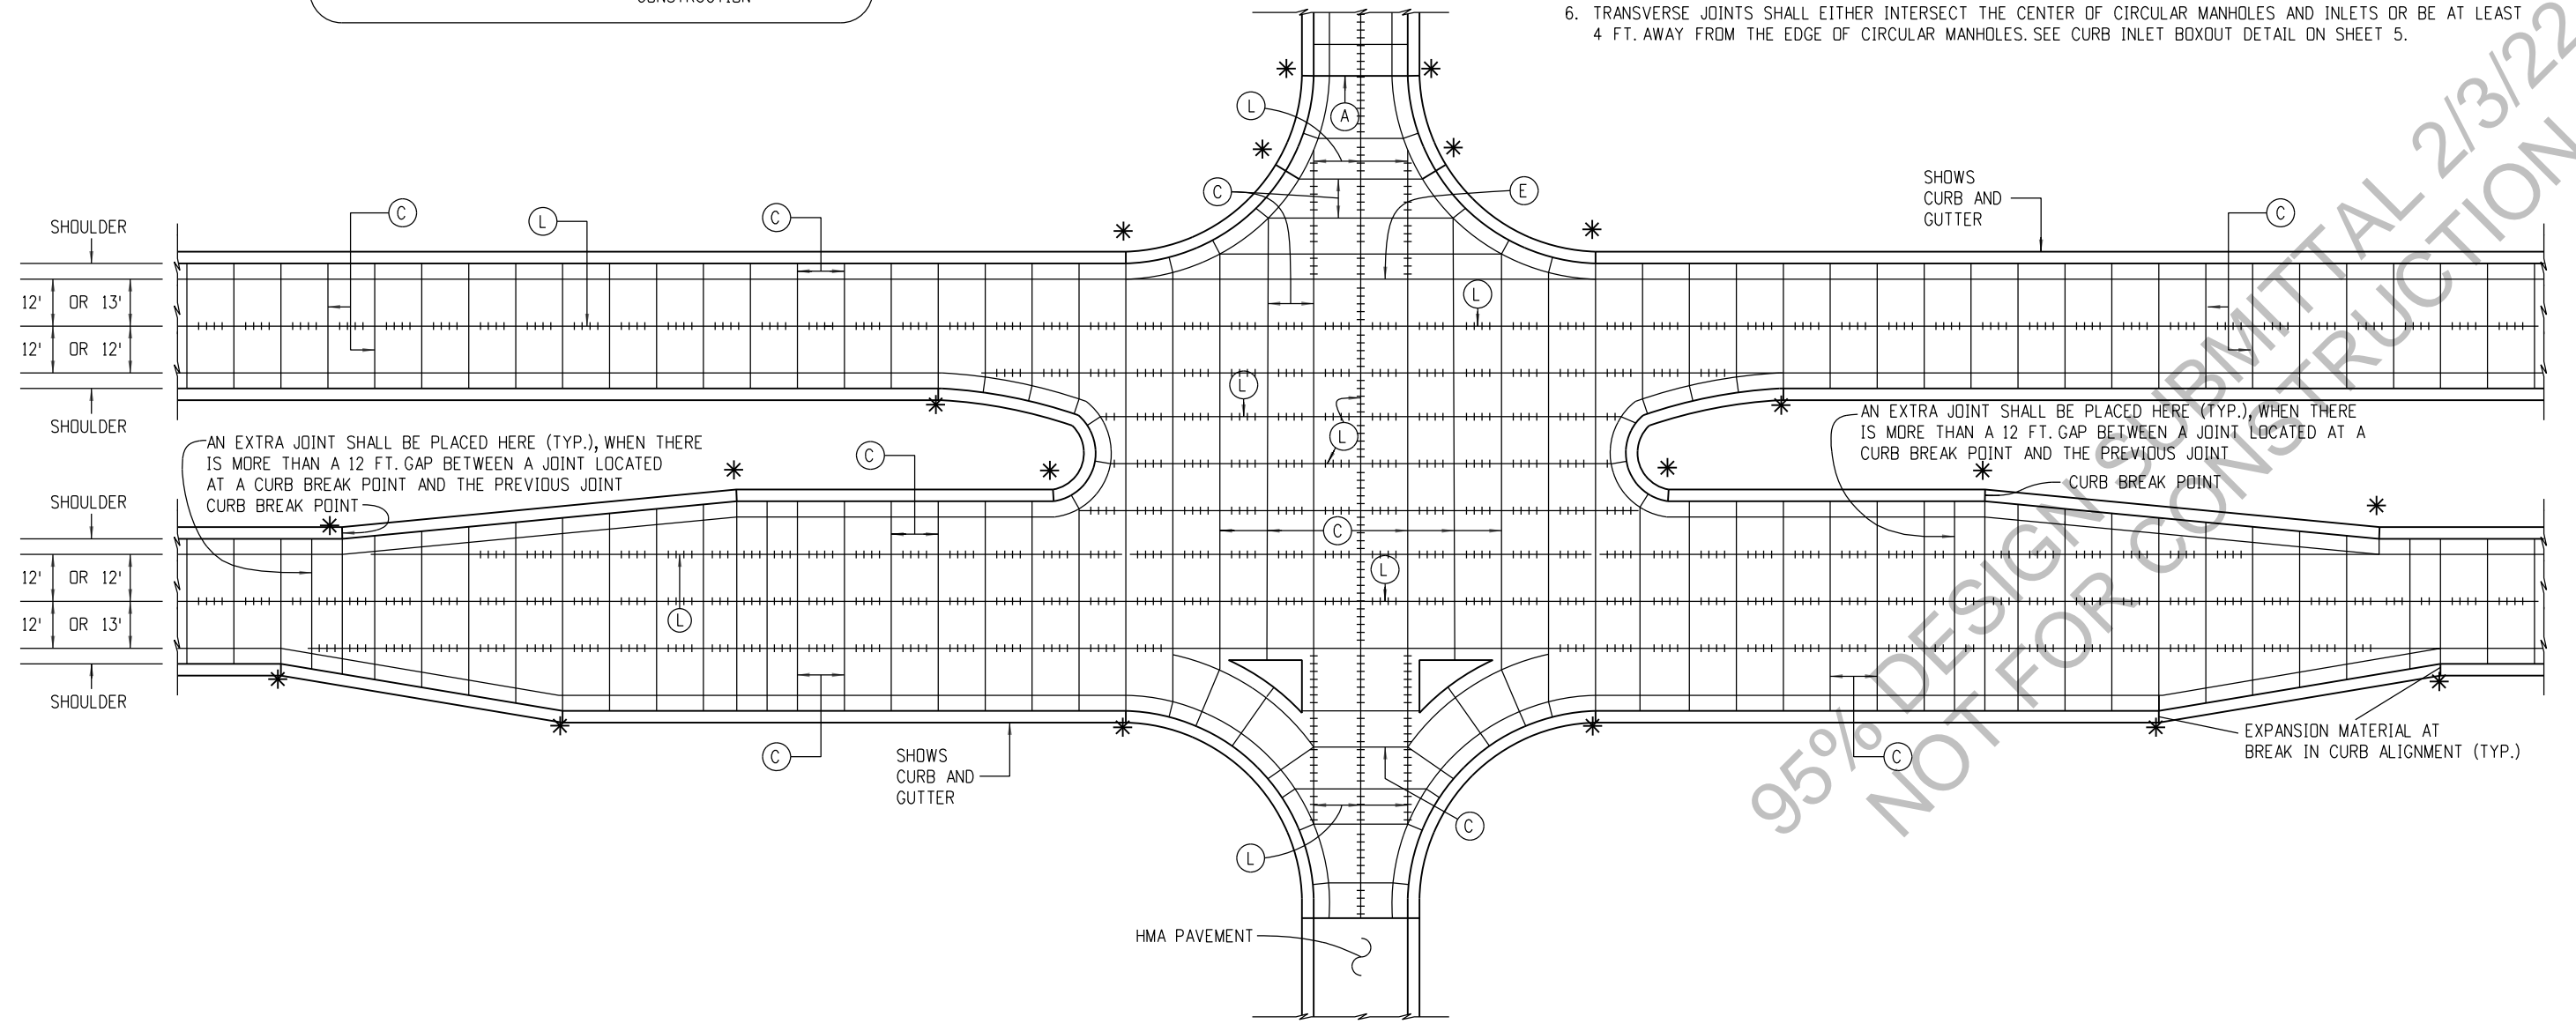 CONSTRUCTION
6. TRANSVERSE JOINTS SHALL EITHER INTERSECT THE CENTER OF CIRCULAR MANHOLES AND INLETS OR BE AT LEAST
4 FT. AWAY FROM THE EDGE OF CIRCULAR MANHOLES. SEE CURB INLET BOXOUT DETAIL ON SHEET 5.
L
A
C
E
SHOWS
CURB AND
GUTTER
C
L
C
C
SHOULDER
12' OR 13'
12' OR 12'
SHOULDER
L
L
L
AN EXTRA JOINT SHALL BE PLACED HERE (TYP.), WHEN THERE
IS MORE THAN A 12 FT. GAP BETWEEN A JOINT LOCATED
AT A CURB BREAK POINT AND THE PREVIOUS JOINT
CURB BREAK POINT
C
AN EXTRA JOINT SHALL BE PLACED HERE (TYP.), WHEN THERE
IS MORE THAN A 12 FT. GAP BETWEEN A JOINT LOCATED AT A
CURB BREAK POINT AND THE PREVIOUS JOINT
CURB BREAK POINT
SHOULDER
12' OR 12'
12' OR 13'
SHOULDER
C
L
L
C
SHOWS
CURB AND
GUTTER
C
EXPANSION MATERIAL AT
BREAK IN CURB ALIGNMENT (TYP.)
C
L
HMA PAVEMENT
95% DESIGN SUBMITTAL 2/3/22
NOT FOR CONSTRUCTION